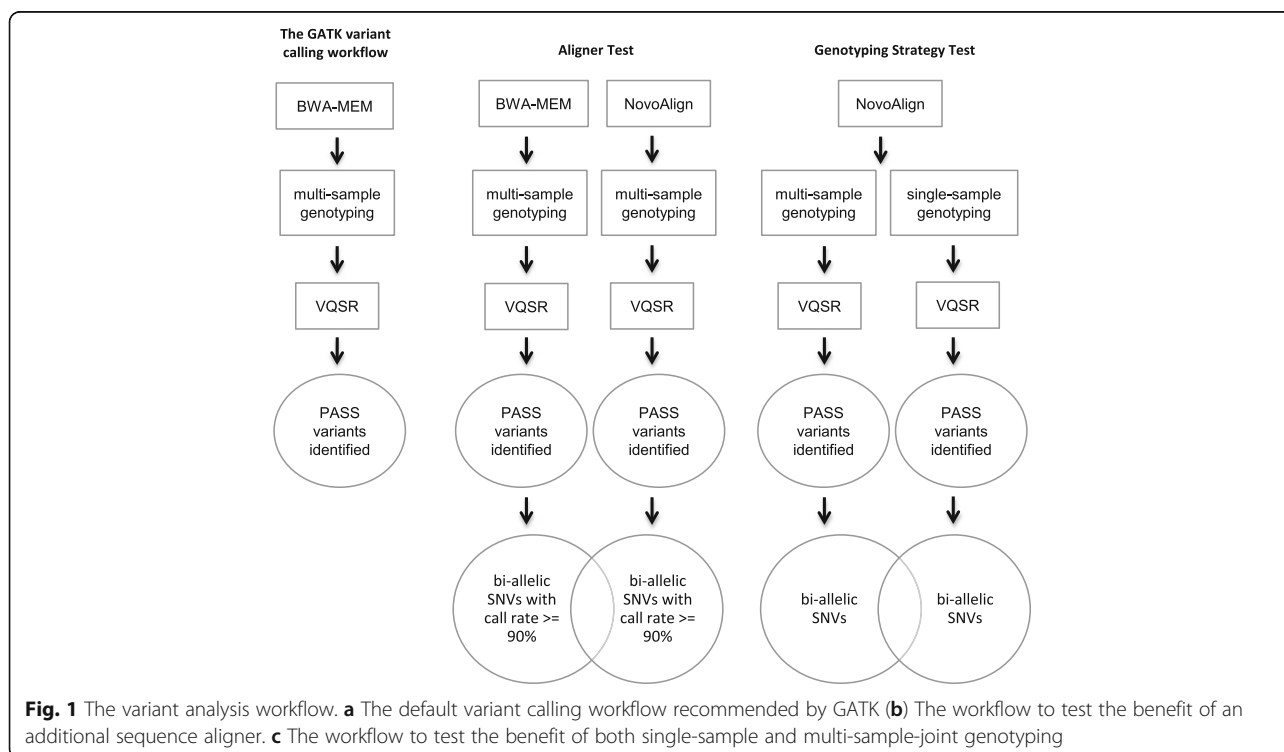 The GATK variant
calling workflow
BWA-MEM
multi-sample
genotyping
VQSR
PASS
variants
identified
Aligner Test
BWA-MEM
NovoAlign
multi-sample
genotyping
multi-sample
genotyping
VQSR
VQSR
PASS
variants
identified
PASS
variants
identified
bi-allelic
SNVs with
call rate >=
90%
bi-allelic
SNVs with
call rate >=
90%
Genotyping Strategy Test
NovoAlign
multi-sample
genotyping
single-sample
genotyping
VQSR
VQSR
PASS
variants
identified
PASS
variants
identified
bi-allelic
SNVs
bi-allelic
SNVs
Fig. 1 The variant analysis workflow. a The default variant calling workflow recommended by GATK (b) The workflow to test the benefit of an
additional sequence aligner. c The workflow to test the benefit of both single-sample and multi-sample-joint genotyping